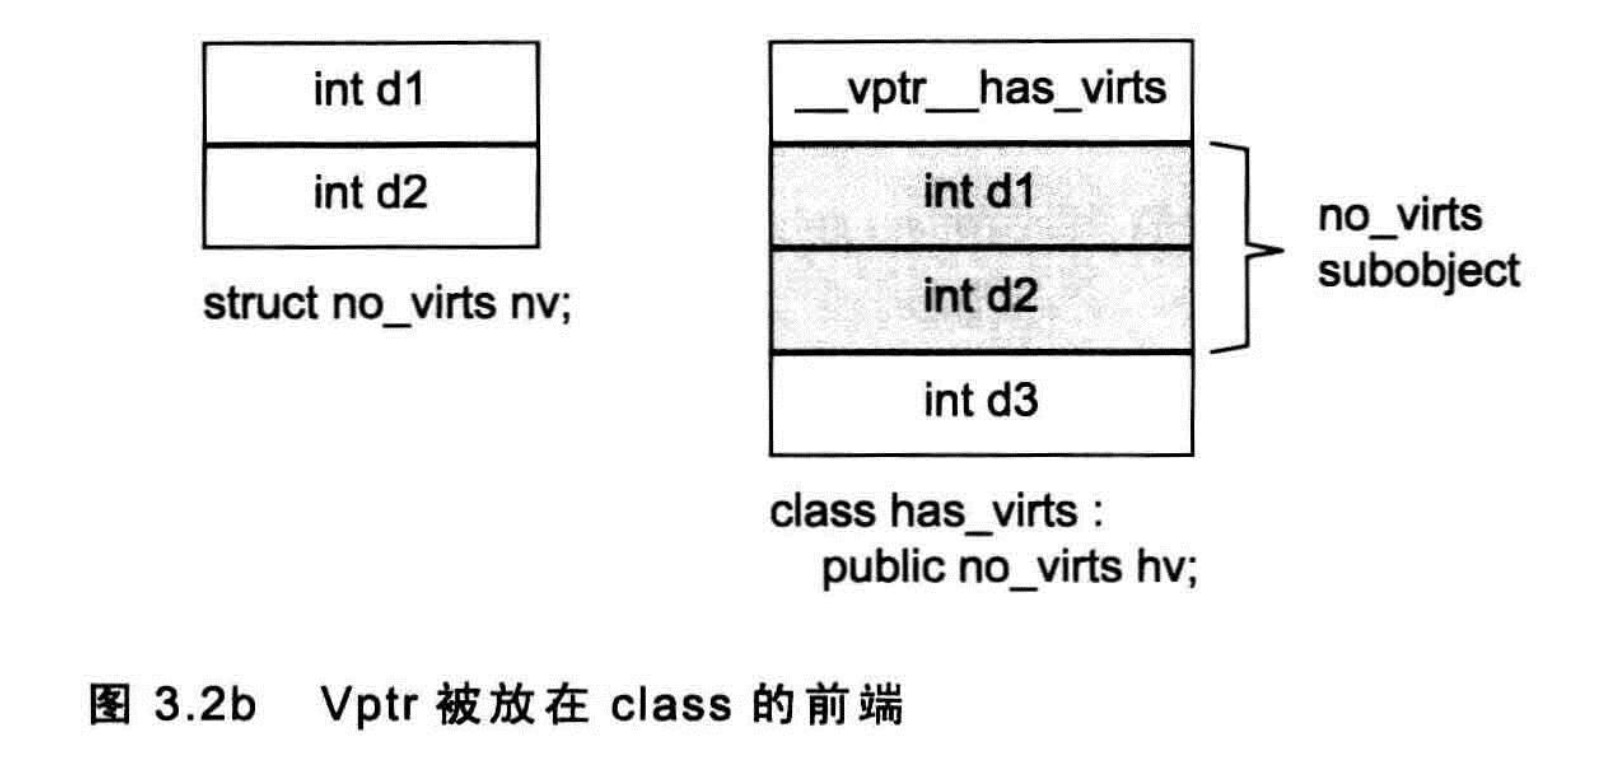 int d1
int d2
struct no_virts nv;
__vptr__has_virts
int d1
int d2
int d3
no_virts
subobject
class has_virts :
public no_virts hv;
图 3.2b Vptr 被放在 class 的前端